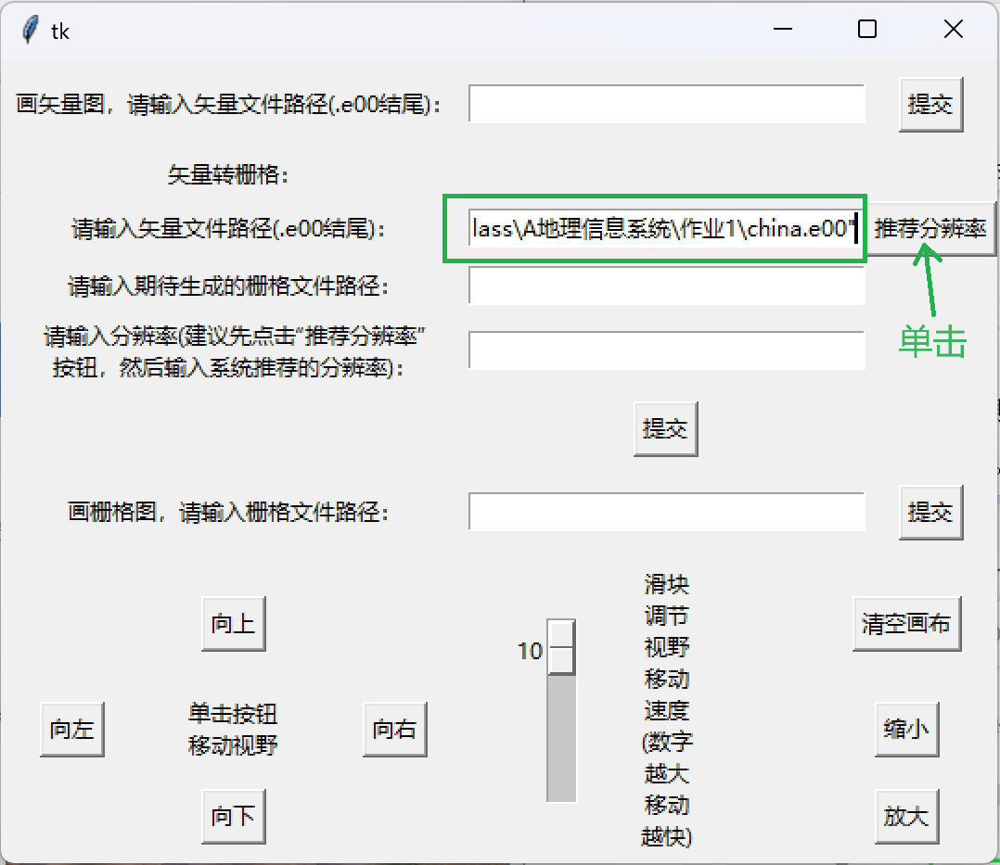 tk
画矢量图，请输入矢量文件路径(.e00结尾)：
提交
矢量转栅格：
请输入矢量文件路径(.e00结尾)：
lass\A地理信息系统\作业1\china.e00"
推荐分辨率
请输入期待生成的栅格文件路径：
单击
请输入分辨率(建议先点击“推荐分辨率”
按钮，然后输入系统推荐的分辨率)：
提交
画栅格图，请输入栅格文件路径：
提交
向上
向左
单击按钮
移动视野
向右
向下
10
滑块
调节
视野
移动
速度
(数字
越大
移动
越快)
清空画布
缩小
放大